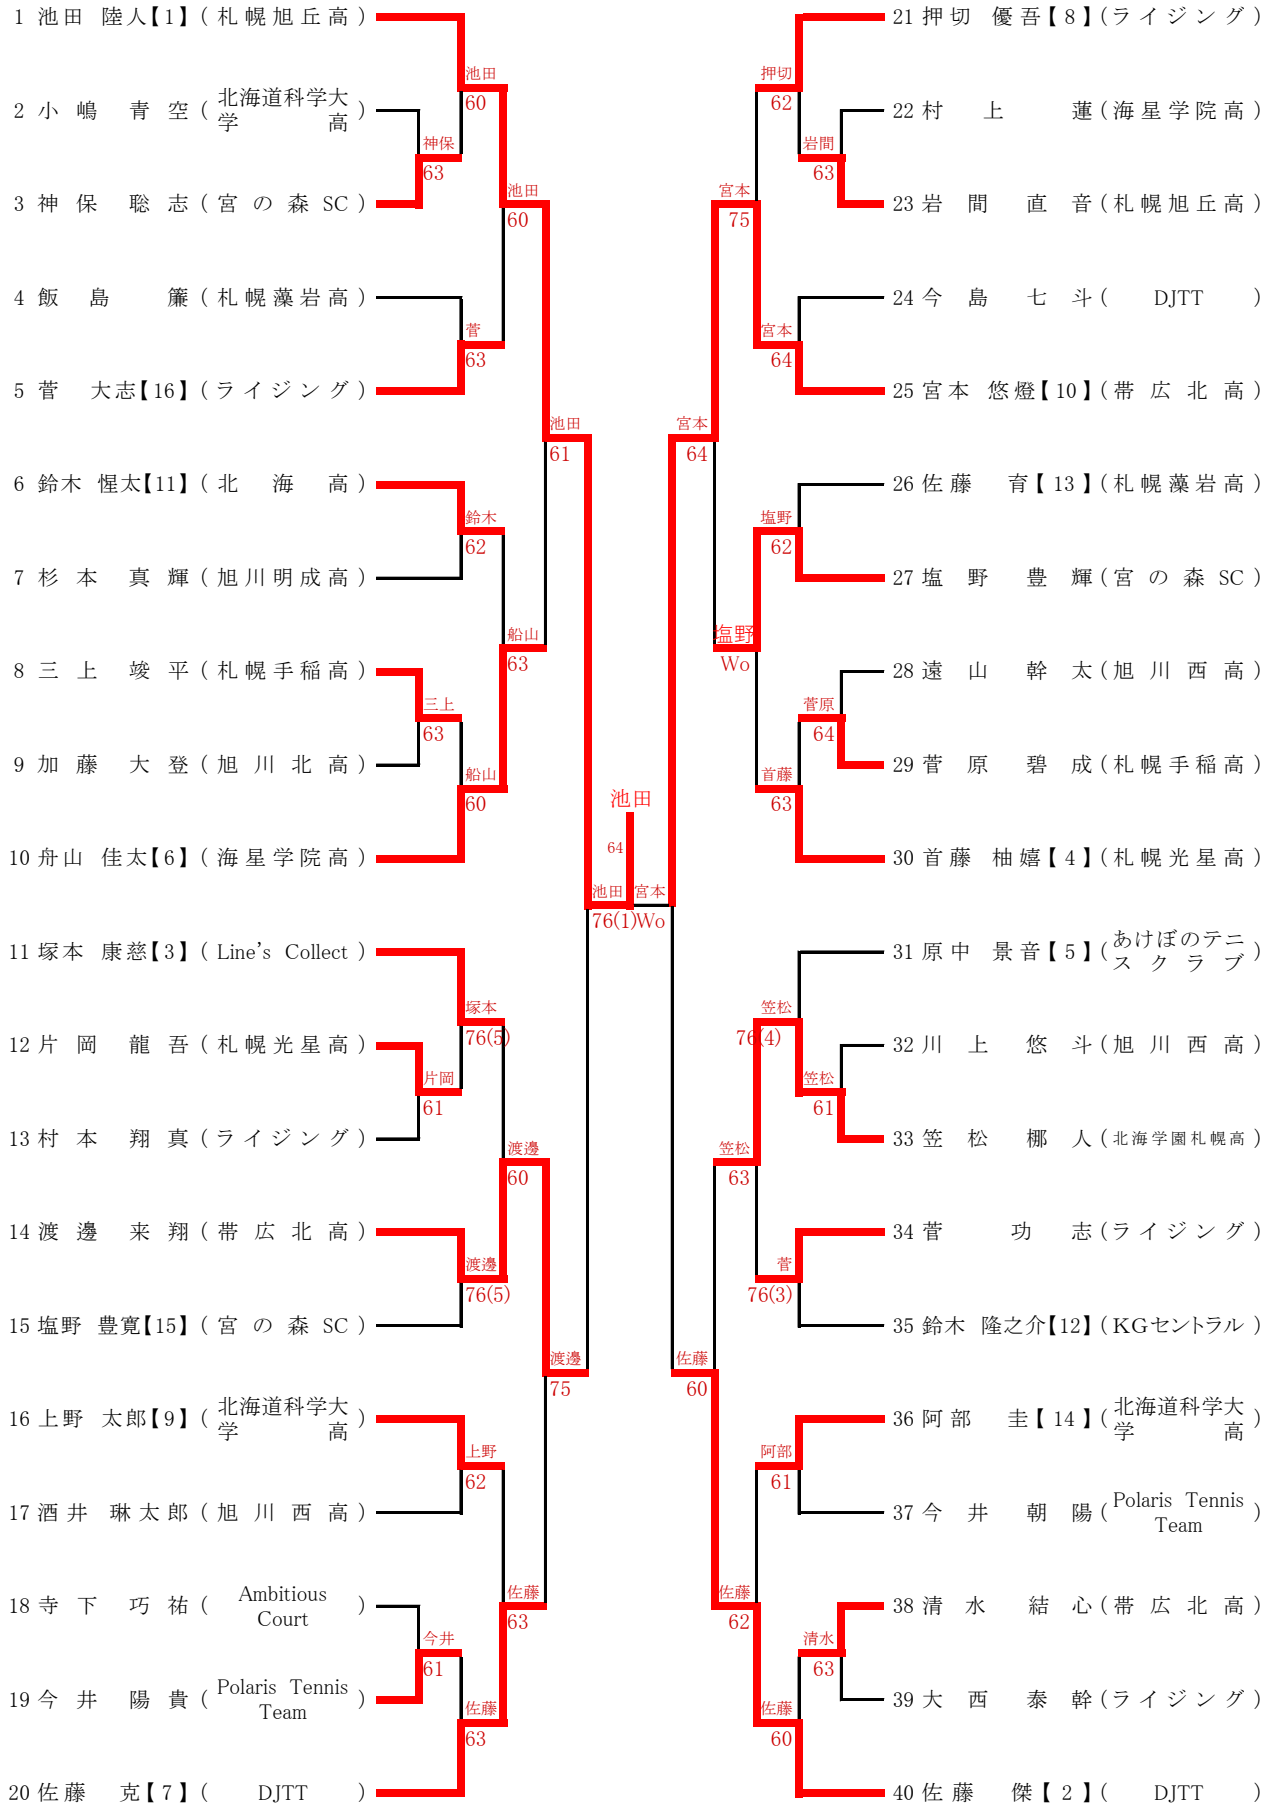 1 池田 陸人【1】(札幌旭丘高)
2 小嶋 青空(北海道科学大学高)
3 神保 聡志(宮の森 SC)
4 飯島 簾(札幌藻岩高)
5 菅 大志【16】(ライジング)
6 鈴木 惺太【11】(北海高)
7 杉本 真輝(旭川明成高)
8 三上 竣平(札幌手稲高)
9 加藤 大登(旭川北高)
10 舟山 佳太【6】(海星学院高)
11 塚本 康慈【3】(Line's Collect)
12 片岡 龍吾(札幌光星高)
13 村本 翔真(ライジング)
14 渡邊 来翔(帯広北高)
15 塩野 豊寛【15】(宮の森 SC)
16 上野 太郎【9】(北海道科学大学高)
17 酒井 琳太郎(旭川西高)
18 寺下 巧祐(Ambitious Court)
19 今井 陽貴(Polaris Tennis Team)
20 佐藤 克【7】(DJTT)
神保
63
三上
63
片岡
61
今井
61
池田
60
菅
63
鈴木
62
船山
60
塚本
76(5)
渡邊
76(5)
上野
62
佐藤
63
池田
60
船山
63
渡邊
60
佐藤
63
池田
61
渡邊
75
池田
64
池田
76(1)
宮本
Wo
宮本
64
佐藤
60
宮本
75
塩野
Wo
笠松
63
佐藤
62
押切
62
宮本
64
塩野
62
首藤
63
笠松
76(4)
菅
76(3)
阿部
61
佐藤
60
岩間
63
菅原
64
笠松
61
清水
63
21 押切 優吾【8】(ライジング)
22 村上 蓮(海星学院高)
23 岩間 直音(札幌旭丘高)
24 今島 七斗(DJTT)
25 宮本 悠燈【10】(帯広北高)
26 佐藤 育【13】(札幌藻岩高)
27 塩野 豊輝(宮の森 SC)
28 遠山 幹太(旭川西高)
29 菅原 碧成(札幌手稲高)
30 首藤 柚嬉【4】(札幌光星高)
31 原中 景音【5】(あけぼのテニスクラブ)
32 川上 悠斗(旭川西高)
33 笠松 梛人(北海学園札幌高)
34 菅 功志(ライジング)
35 鈴木 隆之介【12】(KGセントラル)
36 阿部 圭【14】(北海道科学大学高)
37 今井 朝陽(Polaris Tennis Team)
38 清水 結心(帯広北高)
39 大西 泰幹(ライジング)
40 佐藤 傑【2】(DJTT)